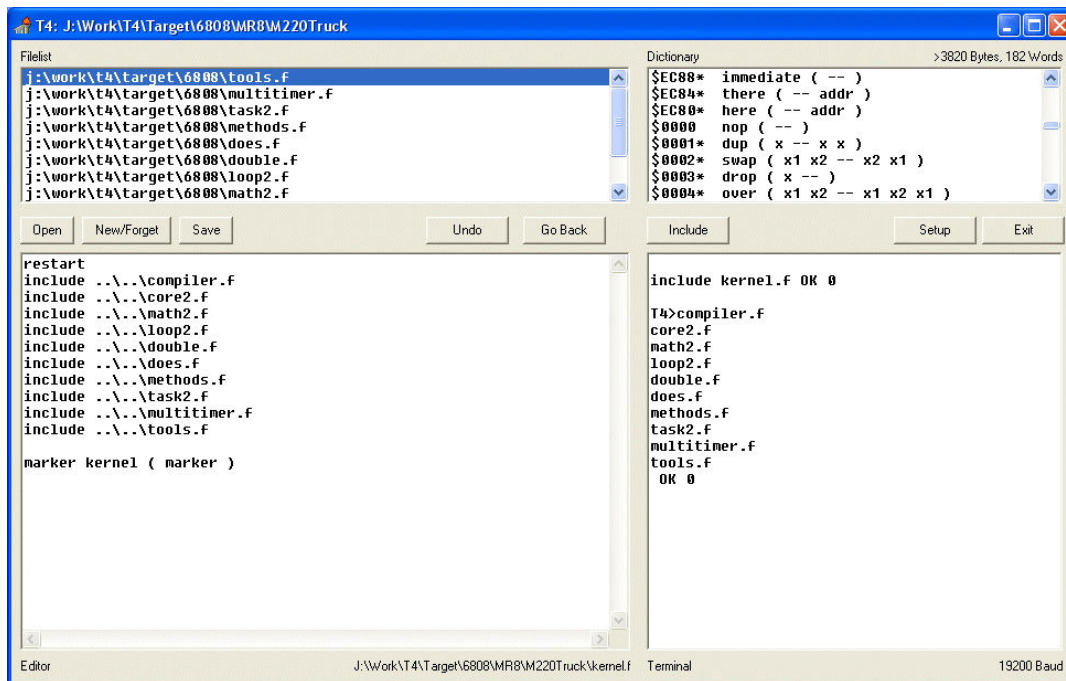 T4: J:\Work\T4\Target\6808\MR8\M220Truck
Filelist
j:\work\t4\target\6808\tools.f
j:\work\t4\target\6808\multitimer.f
j:\work\t4\target\6808\task2.f
j:\work\t4\target\6808\methods.f
j:\work\t4\target\6808\does.f
j:\work\t4\target\6808\double.f
j:\work\t4\target\6808\loop2.f
j:\work\t4\target\6808\math2.f
Dictionary >3820 Bytes, 182 Words
$EC88* immediate ( -- )
$EC84* there ( -- addr )
$EC80* here ( -- addr )
$0000 nop ( -- )
$0001* dup ( x -- x x )
$0002* swap ( x1 x2 -- x2 x1 )
$0003* drop ( x -- )
$0004* over ( x1 x2 -- x1 x2 x1 )
Open New/Forget Save Undo Go Back Include Setup Exit
restart
include ..\..\compiler.f
include ..\..\core2.f
include ..\..\math2.f
include ..\..\loop2.f
include ..\..\double.f
include ..\..\does.f
include ..\..\methods.f
include ..\..\task2.f
include ..\..\multitimer.f
include ..\..\tools.f
marker kernel ( marker )
Editor J:\Work\T4\Target\6808\MR8\M220Truck\kernel.f
include kernel.f OK 0
T4>compiler.f
core2.f
math2.f
loop2.f
double.f
does.f
methods.f
task2.f
multitimer.f
tools.f
OK 0
Terminal 19200 Baud